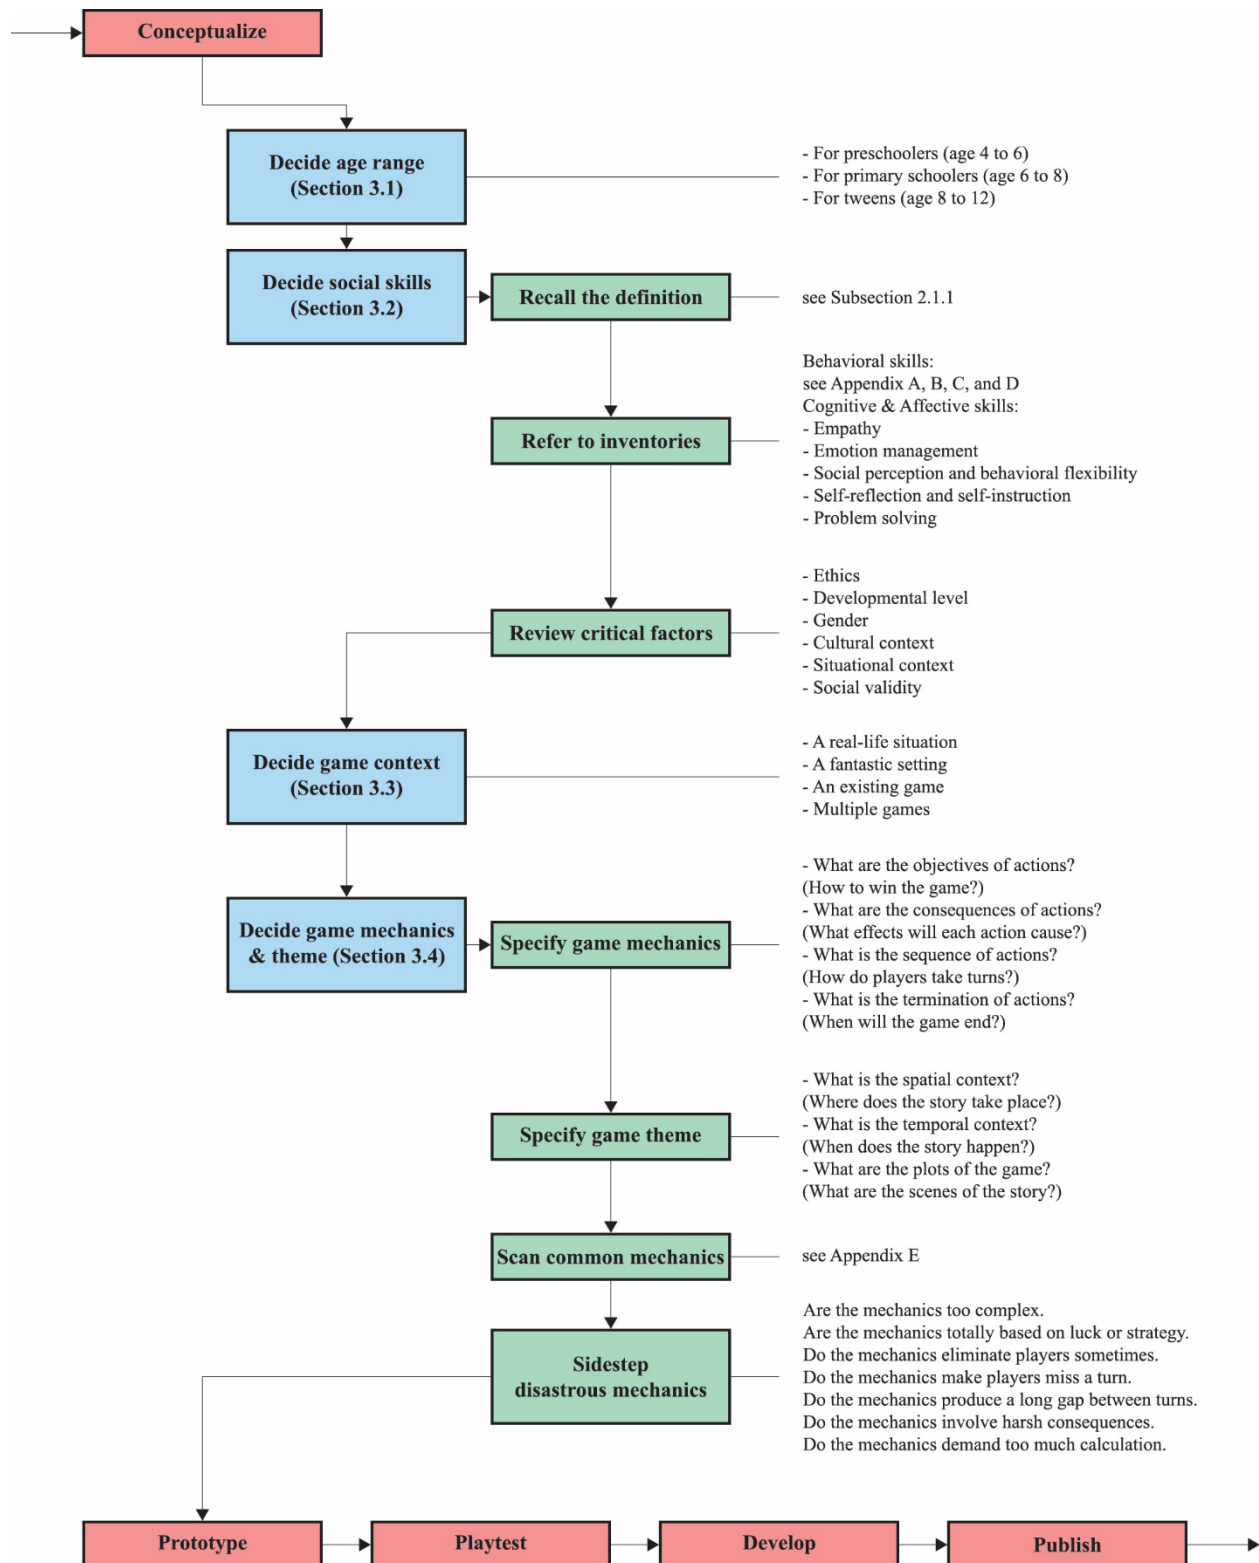 Conceptualize
Decide age range
(Section 3.1)
- For preschoolers (age 4 to 6)
- For primary schoolers (age 6 to 8)
- For tweens (age 8 to 12)
Decide social skills
(Section 3.2)
Recall the definition
see Subsection 2.1.1
Refer to inventories
Behavioral skills:
see Appendix A, B, C, and D
Cognitive & Affective skills:
- Empathy
- Emotion management
- Social perception and behavioral flexibility
- Self-reflection and self-instruction
- Problem solving
Review critical factors
- Ethics
- Developmental level
- Gender
- Cultural context
- Situational context
- Social validity
Decide game context
(Section 3.3)
- A real-life situation
- A fantastic setting
- An existing game
- Multiple games
Decide game mechanics
& theme (Section 3.4)
Specify game mechanics
- What are the objectives of actions?
(How to win the game?)
- What are the consequences of actions?
(What effects will each action cause?)
- What is the sequence of actions?
(How do players take turns?)
- What is the termination of actions?
(When will the game end?)
Specify game theme
- What is the spatial context?
(Where does the story take place?)
- What is the temporal context?
(When does the story happen?)
- What are the plots of the game?
(What are the scenes of the story?)
Scan common mechanics
see Appendix E
Sidestep
disastrous mechanics
Are the mechanics too complex.
Are the mechanics totally based on luck or strategy.
Do the mechanics eliminate players sometimes.
Do the mechanics make players miss a turn.
Do the mechanics produce a long gap between turns.
Do the mechanics involve harsh consequences.
Do the mechanics demand too much calculation.
Prototype
Playtest
Develop
Publish